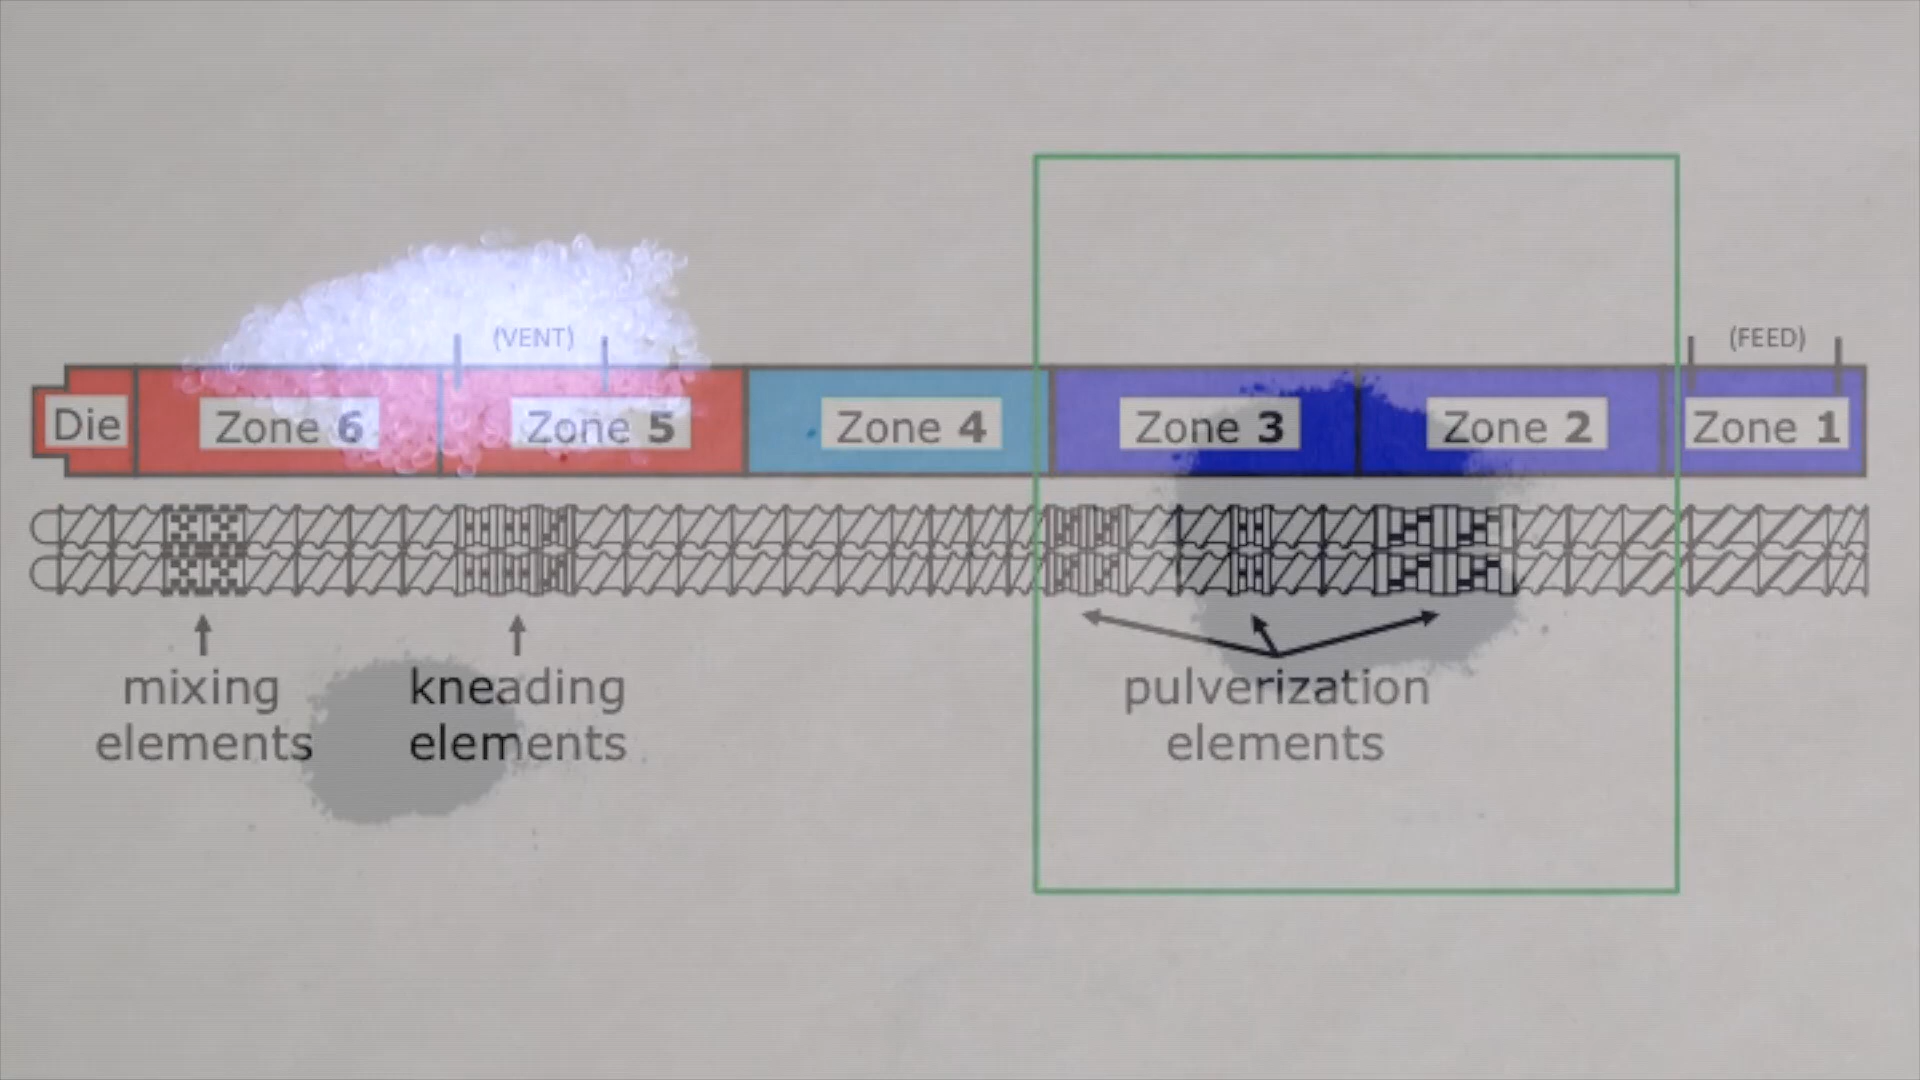 (VENT)
(FEED)
Die
Zone 6
Zone 5
Zone 4
Zone 3
Zone 2
Zone 1
mixing
elements
kneading
elements
pulverization
elements